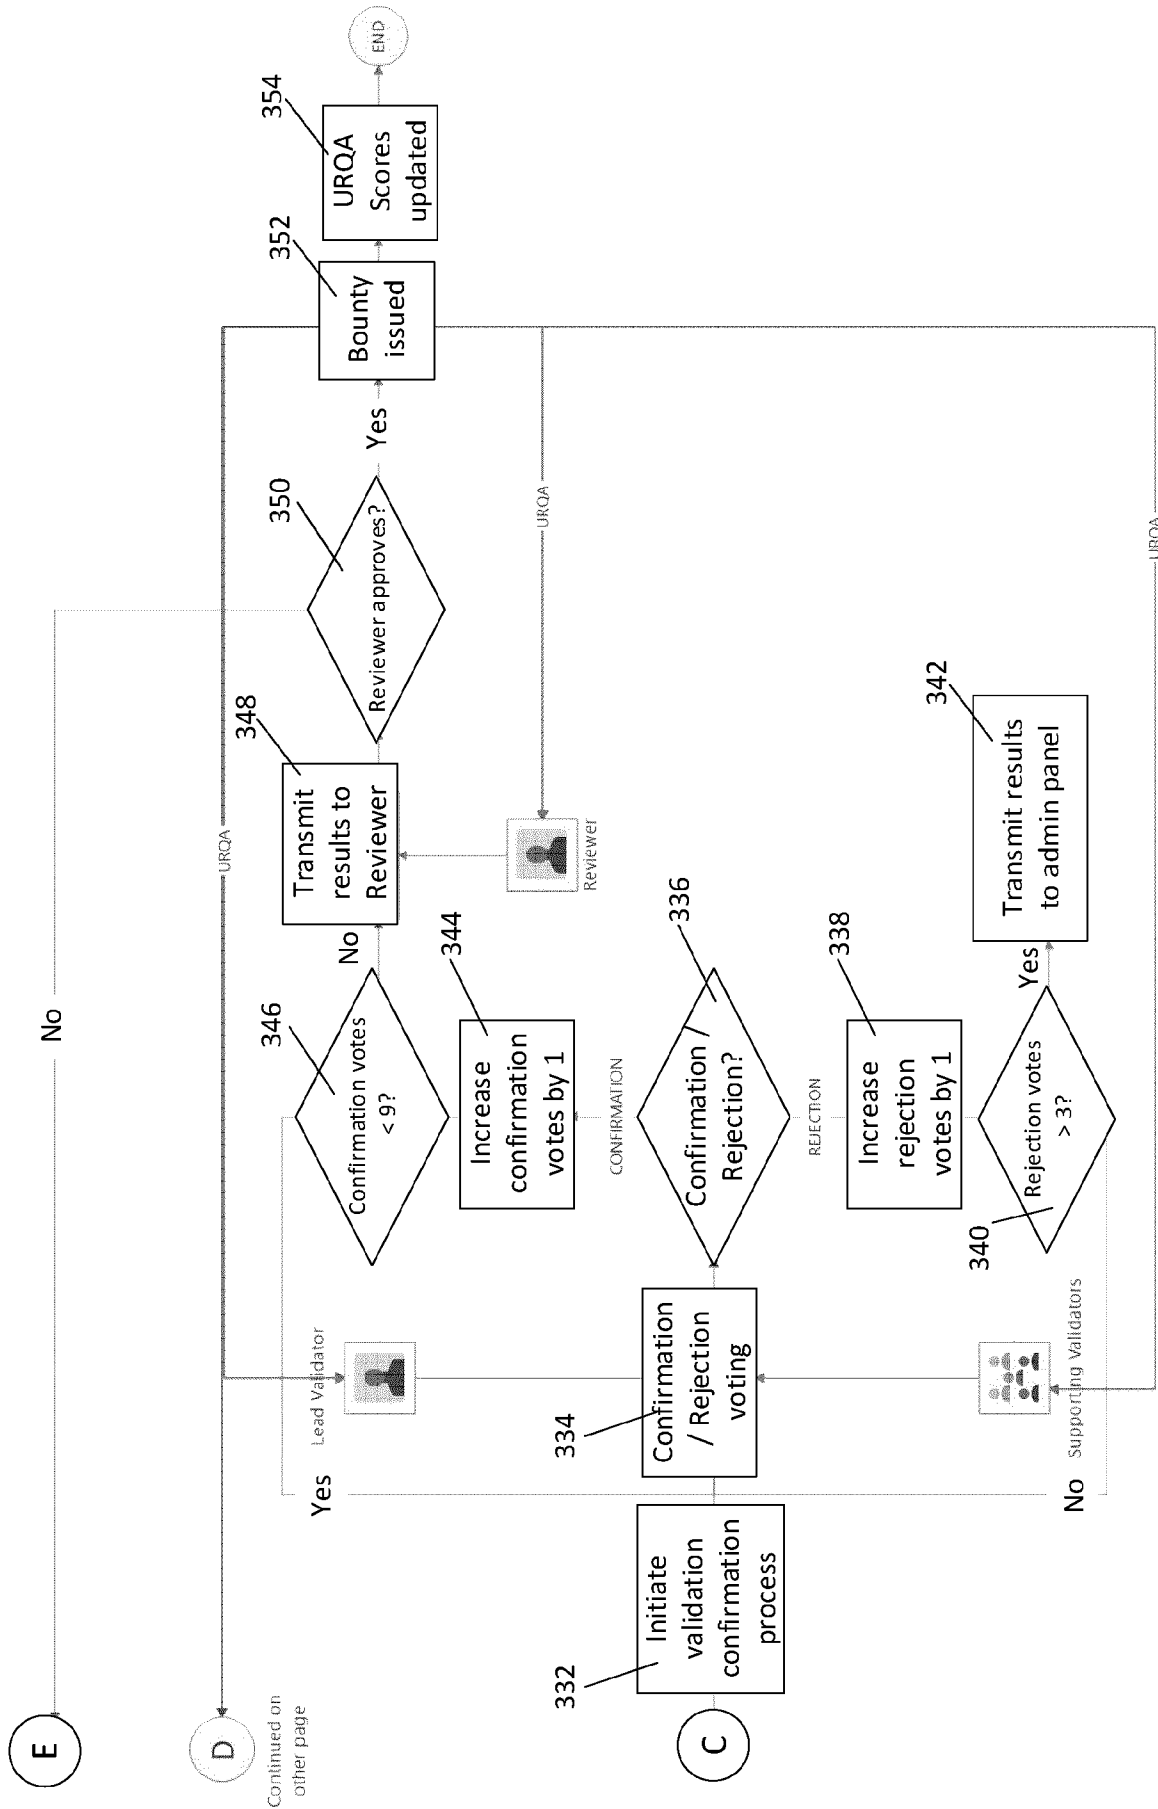 E
No
D
Continued on
other page
URQA
354
URQA
Scores
updated
END
352
Bounty
issued
Yes
350
Reviewer approves?
348
Transmit
results to
Reviewer
No
346
Confirmation votes
< 9?
Yes
Lead Validator
344
Increase
confirmation
votes by 1
URQA
Reviewer
CONFIRMATION
C
332
Initiate
validation
confirmation
process
334
Confirmation
/ Rejection
voting
336
Confirmation /
Rejection?
REJECTION
338
Increase
rejection
votes by 1
340
Rejection votes
> 3?
Yes
342
Transmit results
to admin panel
No
Supporting Validators
URQA